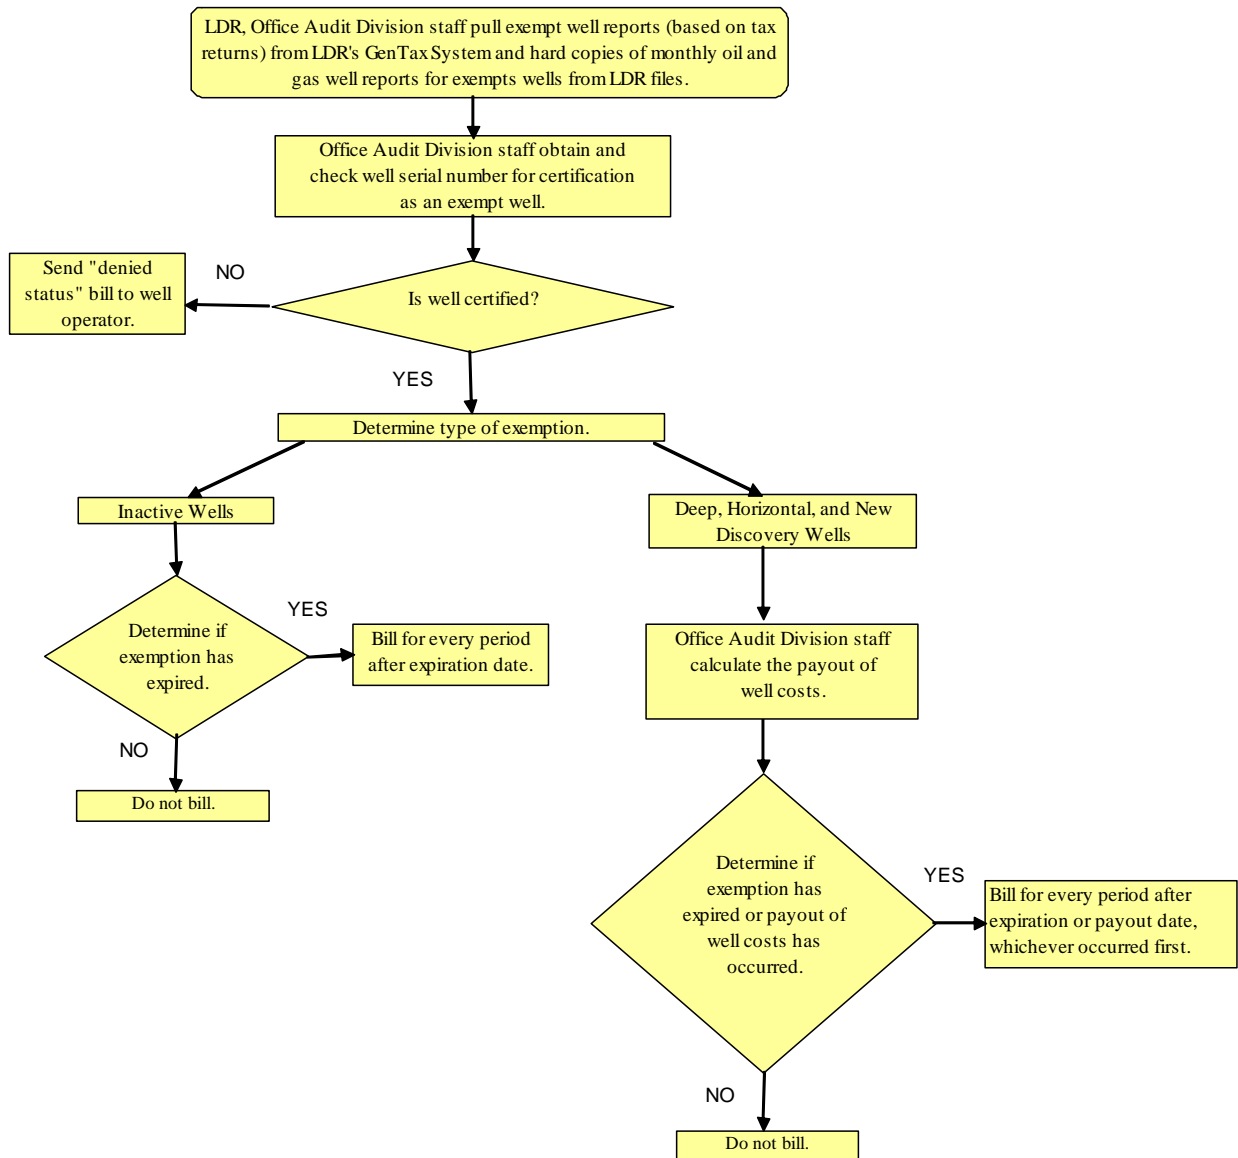 LDR, Office Audit Division staff pull exempt well reports (based on tax
returns) from LDR's GenTax System and hard copies of monthly oil and
gas well reports for exempts wells from LDR files.
Office Audit Division staff obtain and
check well serial number for certification
as an exempt well.
Send "denied
status" bill to well
operator.
NO
Is well certified?
YES
Determine type of exemption.
Inactive Wells
Deep, Horizontal, and New
Discovery Wells
Determine if
exemption has
expired.
YES
Bill for every period
after expiration date.
NO
Do not bill.
Office Audit Division staff
calculate the payout of
well costs.
Determine if
exemption has
expired or payout of
well costs has
occurred.
YES
Bill for every period after
expiration or payout date,
whichever occurred first.
NO
Do not bill.